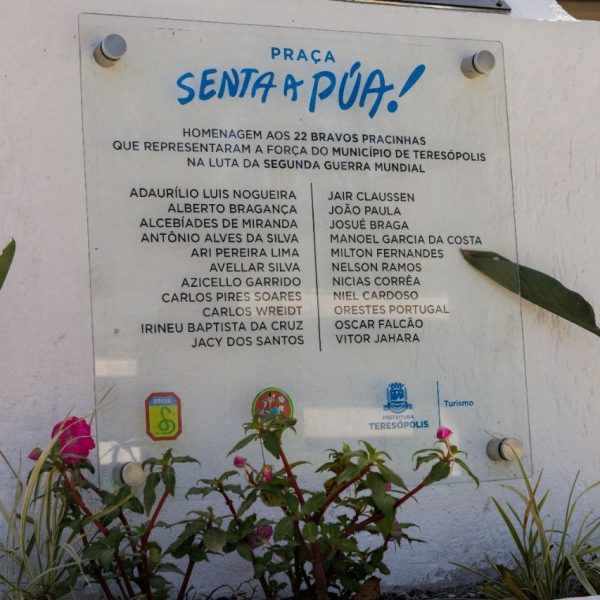 PRAÇA
SENTA A PÚA!
HOMENAGEM AOS 22 BRAVOS PRACINHAS
QUE REPRESENTARAM A FORÇA DO MUNICÍPIO DE TERESÓPOLIS
NA LUTA DA SEGUNDA GUERRA MUNDIAL
ADAURÍLIO LUIS NOGUEIRA
ALBERTO BRAGANÇA
ALCEBÍADES DE MIRANDA
ANTÔNIO ALVES DA SILVA
ARI PEREIRA LIMA
AVELLAR SILVA
AZICELLO GARRIDO
CARLOS PIRES SOARES
CARLOS WREIDT
IRINEU BAPTISTA DA CRUZ
JACY DOS SANTOS
JAIR CLAUSSEN
JOÃO PAULA
JOSUÉ BRAGA
MANOEL GARCIA DA COSTA
MILTON FERNANDES
NELSON RAMOS
NICIAS CORRÊA
NIEL CARDOSO
ORESTES PORTUGAL
OSCAR FALCÃO
VITOR JAHARA
BRASIL
PREFEITURA
TERESÓPOLIS
Turismo